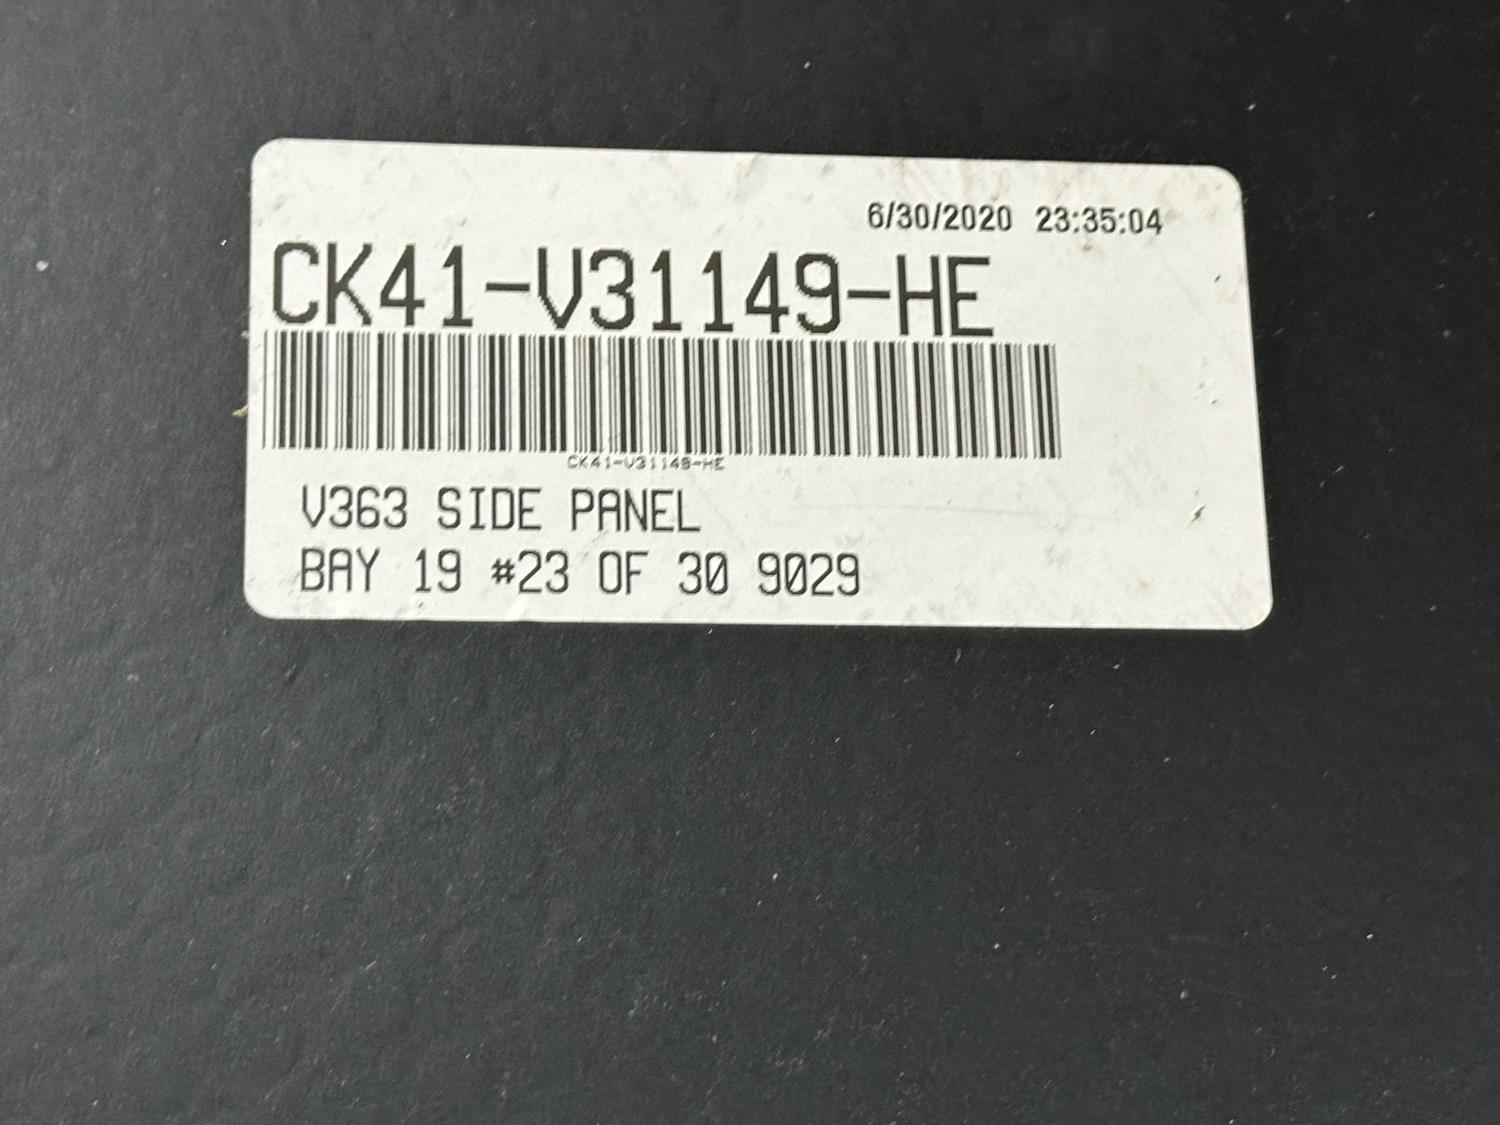 6/30/2020 23:35:04
CK41-V31149-HE
CK41-V31149-HE
V363 SIDE PANEL
BAY 19 #23 OF 30 9029